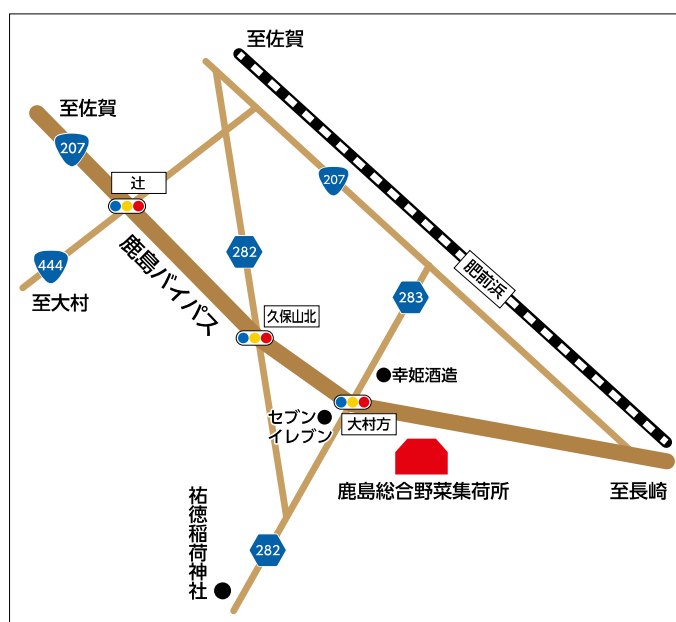 至佐賀
至佐賀
207
辻
207
鹿島バイパス
282
444
至大村
肥前浜
283
久保山北
幸姫酒造
セブン
イレブン
大村方
鹿島総合野菜集荷所
至長崎
祐徳稲荷神社
282